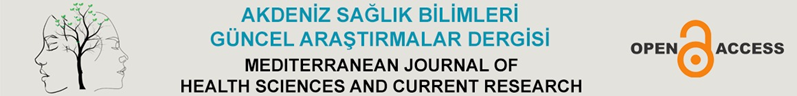 AKDENİZ SAĞLIK BİLİMLERİ
GÜNCEL ARAŞTIRMALAR DERGİSİ
MEDITERRANEAN JOURNAL OF
HEALTH SCIENCES AND CURRENT RESEARCH
OPEN ACCESS